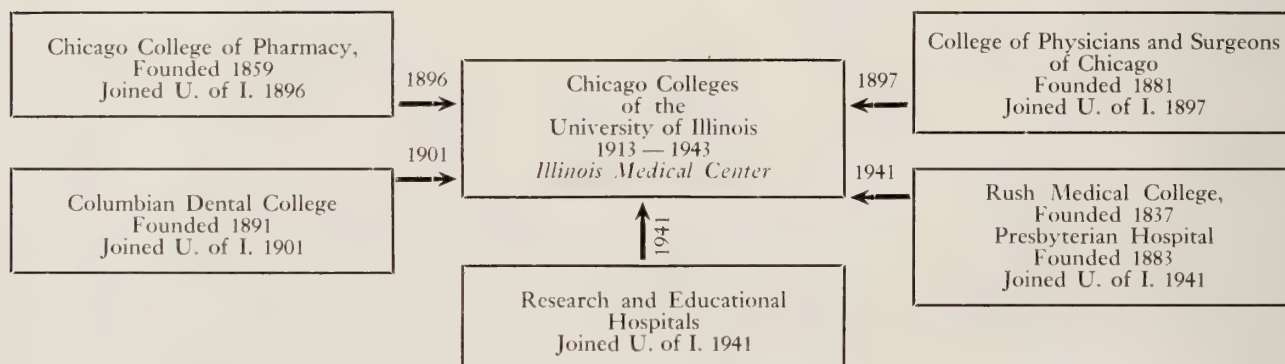 Chicago College of Pharmacy,
Founded 1859
Joined U. of I. 1896
1896
Columbian Dental College
Founded 1891
Joined U. of I. 1901
1901
Chicago Colleges
of the
University of Illinois
1913 — 1943
Illinois Medical Center
1941
Research and Educational
Hospitals
Joined U. of I. 1941
1897
College of Physicians and Surgeons
of Chicago
Founded 1881
Joined U. of I. 1897
1941
Rush Medical College,
Founded 1837
Presbyterian Hospital
Founded 1883
Joined U. of I. 1941